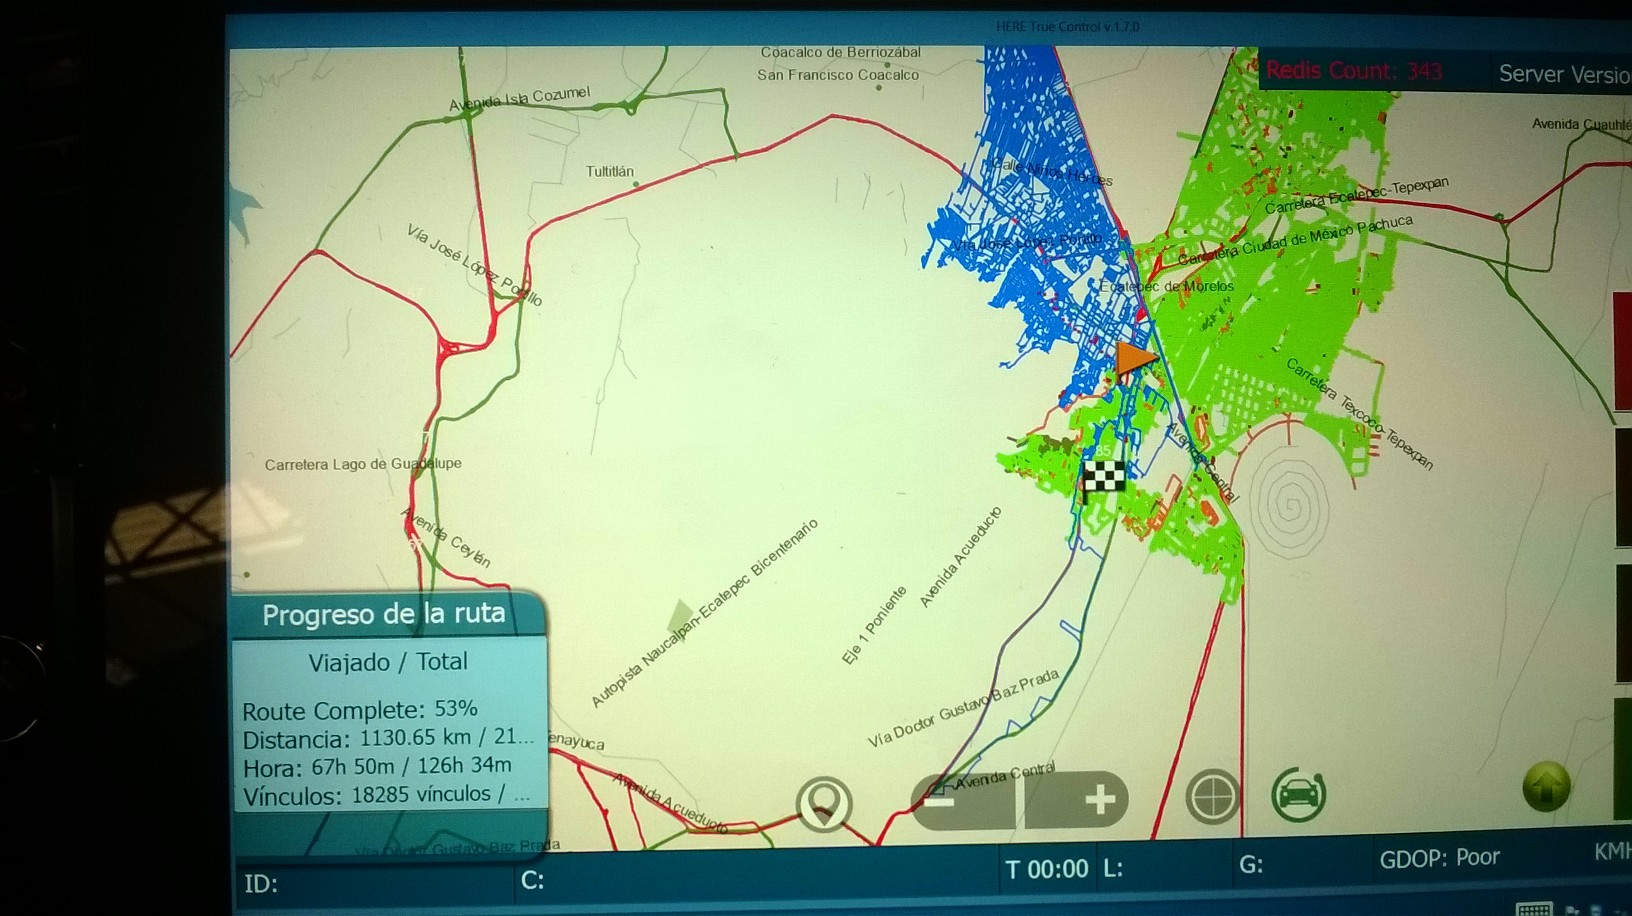 HERE True Control v.1.7.0
Coacalco de Berriozábal
San Francisco Coacalco
Redis Count: 343
Server Versio
Avenida Isla Cozumel
Avenida Cuauhté
Tultitlán
Calle Niños Héroes
Carretera Ecatepec-Tepexpan
Carretera Ciudad de México Pachuca
Vía José López Portillo
Vía José López Portillo
Ecatepec de Morelos
Carretera Texcoco-Tepexpan
Avenida Central
85
Carretera Lago de Guadalupe
Avenida Ceylán
Autopista Naucalpan-Ecatepec Bicentenario
Avenida Acueducto
Eje 1 Poniente
Vía Doctor Gustavo Baz Prada
Progreso de la ruta
Viajado / Total
Route Complete: 53%
Distancia: 1130.65 km / 21...
Hora: 67h 50m / 126h 34m
Vínculos: 18285 vínculos / ...
enayuca
Avenida Acueducto
Avenida Central
Vía Doctor Gustavo Baz Prada
ID:
C:
T 00:00
L:
G:
GDOP: Poor
KMH